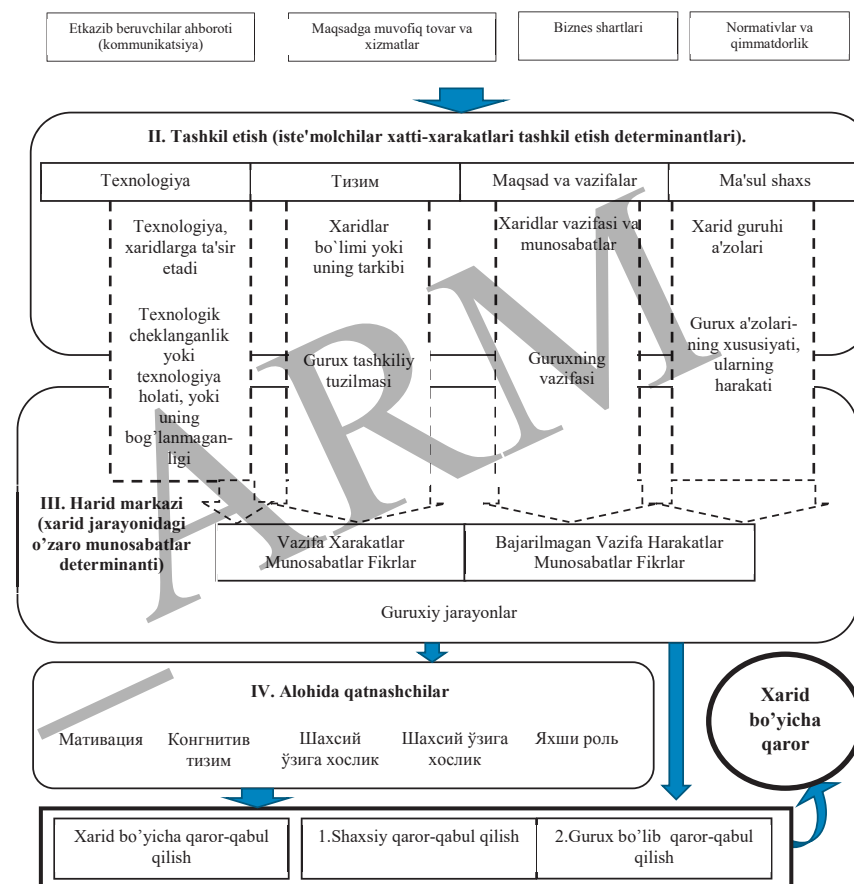 Etkazib beruvchilar ahboroti
(kommunikatsiya)
Maqsadga muvofiq tovar va
xizmatlar
Biznes shartlari
Normativlar va
qimmatdorlik
II. Tashkil etish (iste'molchilar xatti-xarakatlari tashkil etish determinantlari).
Texnologiya
Тизим
Maqsad va vazifalar
Ma'sul shaxs
Texnologiya,
xaridlarga ta'sir
etadi
Xaridlar
bo`limi yoki
uning tarkibi
Xaridlar vazifasi va
munosabatlar
Xarid guruhi
a'zolari
Texnologik
cheklanganlik
yoki
texnologiya
holati, yoki
uning
bog'lanmagan-
ligi
Gurux tashkiliy
tuzilmasi
Guruxning
vazifasi
Gurux a'zolari-
ning xususiyati,
ularning
harakati
III. Harid markazi
(xarid jarayonidagi
o’zaro munosabatlar
determinanti)
Vazifa Xarakatlar
Munosabatlar Fikrlar
Bajarilmagan Vazifa Harakatlar
Munosabatlar Fikrlar
Guruxiy jarayonlar
IV. Alohida qatnashchilar
Мативация
Конгнитив
тизим
Шахсий
ўзига хослик
Шахсий ўзига
хослик
Яхши роль
Xarid
bo’yicha
qaror
Xarid bo’yicha qaror-qabul
qilish
1.Shaxsiy qaror-qabul qilish
2.Gurux bo’lib qaror-qabul
qilish
ARM